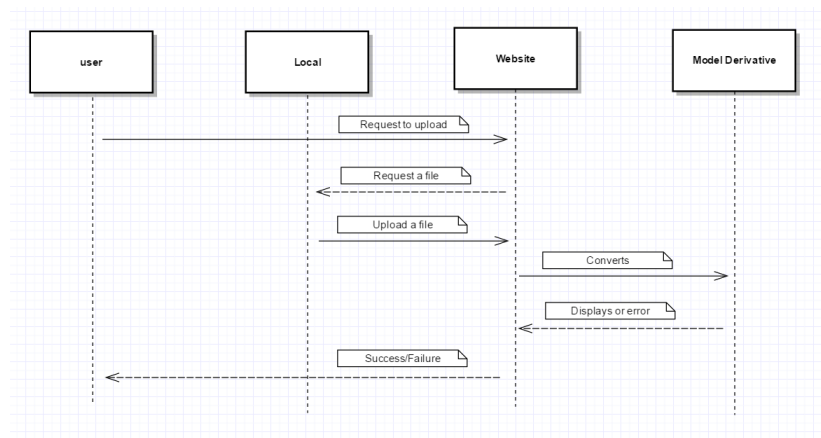 user
Local
Website
Model Derivative
Request to upload
Request a file
Upload a file
Converts
Displays or error
Success/Failure